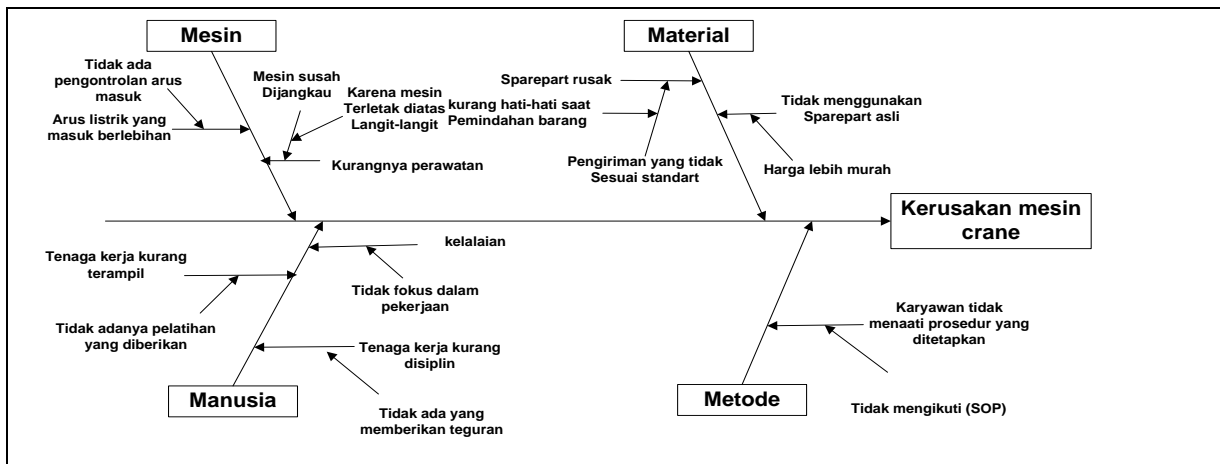 Mesin
Material
Tidak ada
pengontrolan arus
masuk
Arus listrik yang
masuk berlebihan
Mesin susah
Dijangkau
Karena mesin
Terletak diatas
Langit-langit
Kurangnya perawatan
Sparepart rusak
kurang hati-hati saat
Pemindahan barang
Pengiriman yang tidak
Sesuai standart
Tidak menggunakan
Sparepart asli
Harga lebih murah
Kerusakan mesin
crane
Tenaga kerja kurang
terampil
Tidak adanya pelatihan
yang diberikan
kelalaian
Tidak fokus dalam
pekerjaan
Tenaga kerja kurang
disiplin
Tidak ada yang
memberikan teguran
Karyawan tidak
menaati prosedur yang
ditetapkan
Tidak mengikuti (SOP)
Manusia
Metode